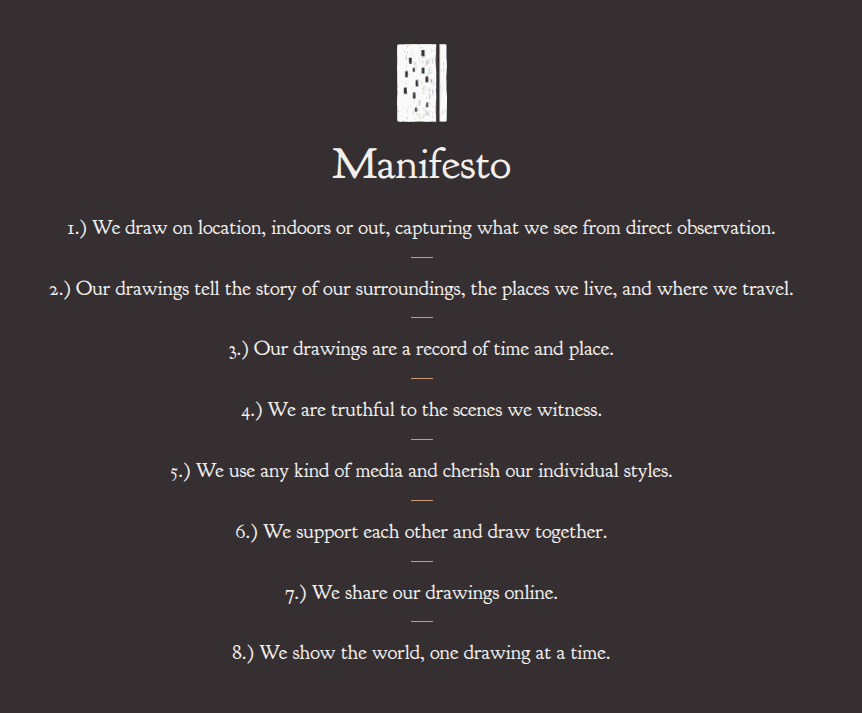 Manifesto
1.) We draw on location, indoors or out, capturing what we see from direct observation.
2.) Our drawings tell the story of our surroundings, the places we live, and where we travel.
3.) Our drawings are a record of time and place.
4.) We are truthful to the scenes we witness.
5.) We use any kind of media and cherish our individual styles.
6.) We support each other and draw together.
7.) We share our drawings online.
8.) We show the world, one drawing at a time.